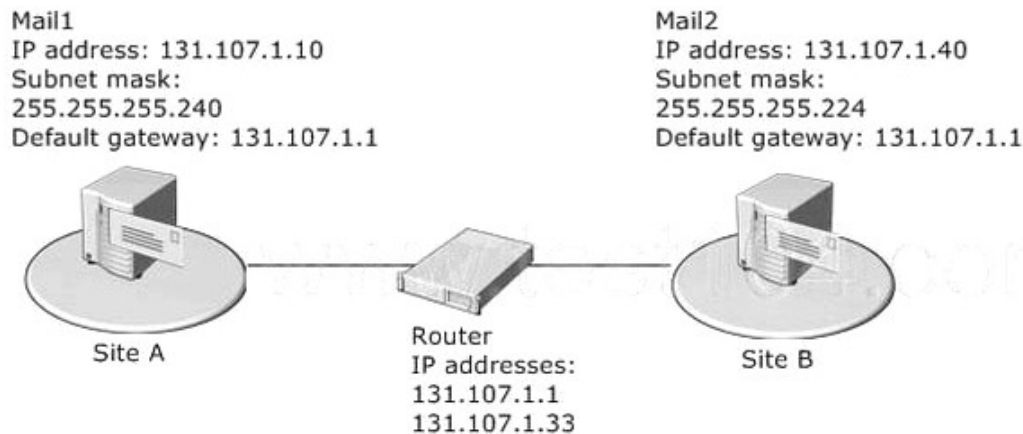 Mail1
IP address: 131.107.1.10
Subnet mask:
255.255.255.240
Default gateway: 131.107.1.1
Mail2
IP address: 131.107.1.40
Subnet mask:
255.255.255.224
Default gateway: 131.107.1.1
Site A
Router
IP addresses:
131.107.1.1
131.107.1.33
Site B